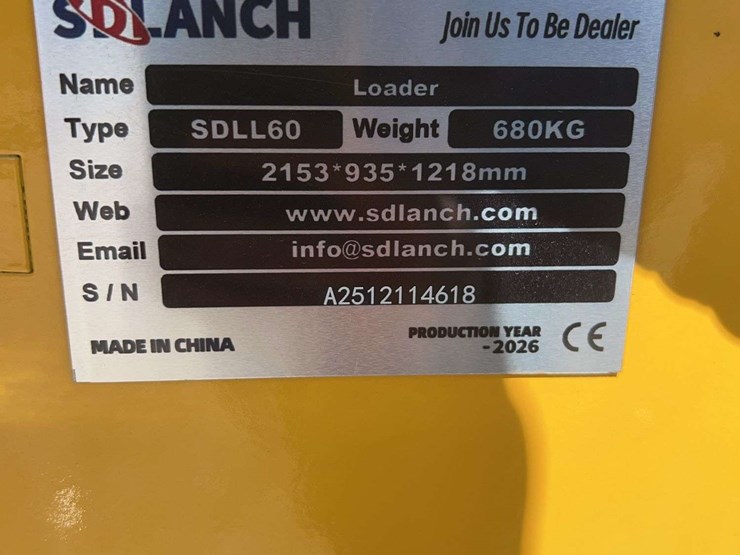 SDLANCH
Join Us To Be Dealer
Name Loader
Type SDLL60 Weight 680KG
Size 2153*935*1218mm
Web www.sdlanch.com
Email info@sdlanch.com
S/N A2512114618
MADE IN CHINA
PRODUCTION YEAR
-2026
CE